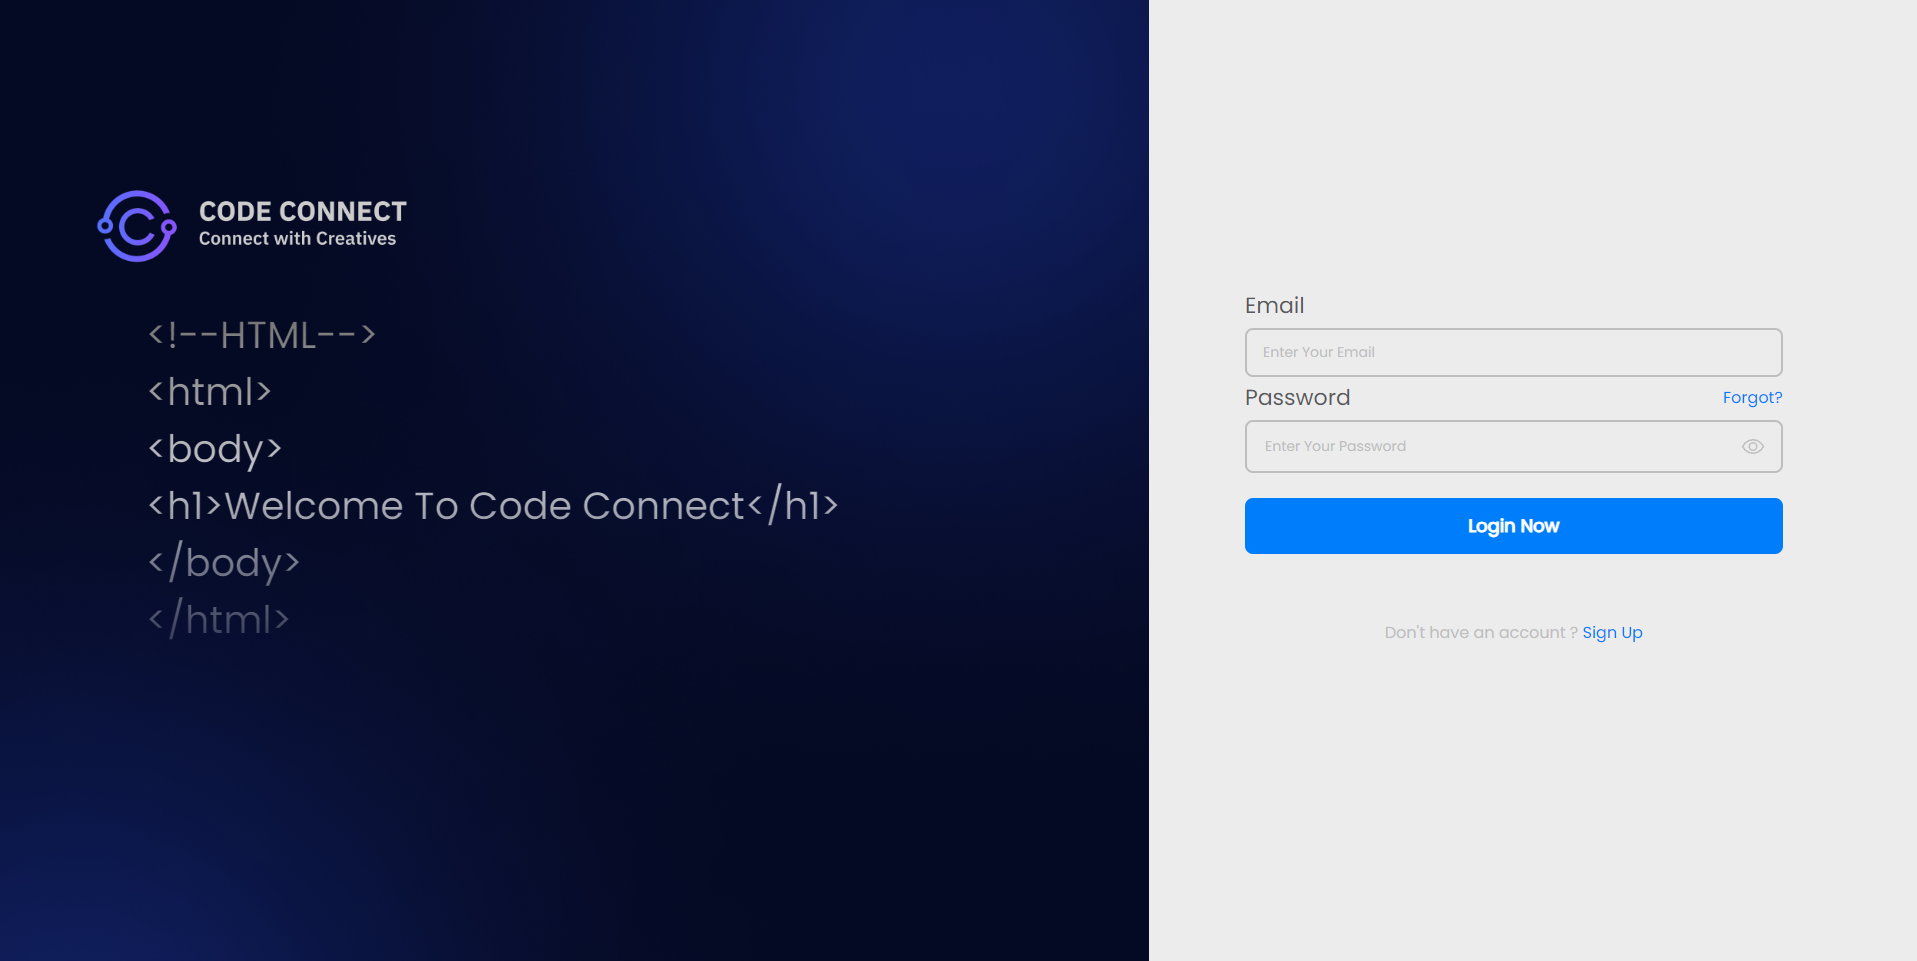 CODE CONNECT
Connect with Creatives
<!--HTML-->
<html>
<body>
<h1>Welcome To Code Connect</h1>
</body>
</html>
Email
Enter Your Email
Password Forgot?
Enter Your Password
Login Now
Don't have an account ? Sign Up